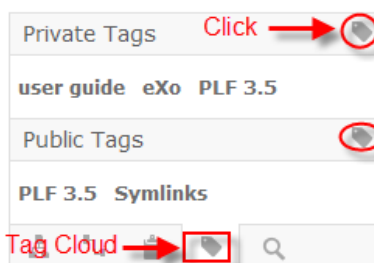 Private Tags Click
user guide eXo PLF 3.5
Public Tags
PLF 3.5 Symlinks
Tag Cloud